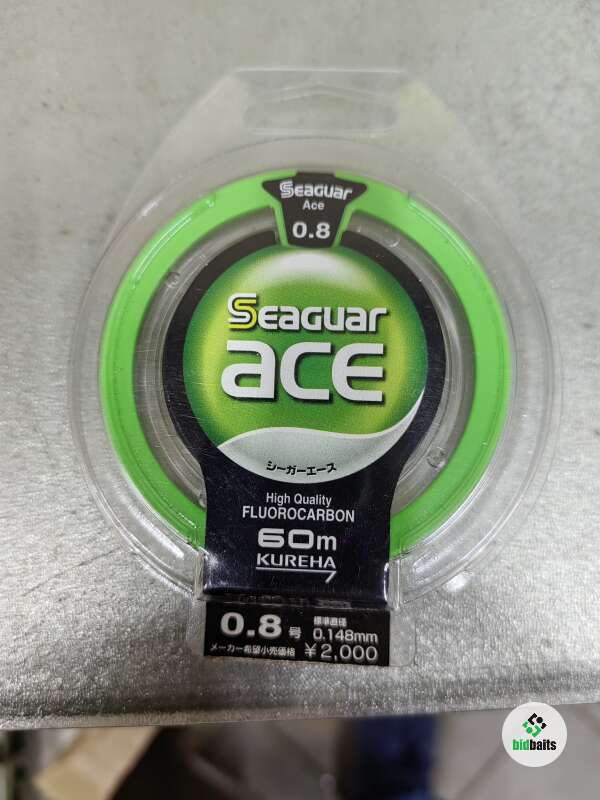 Seaguar
Ace
0.8
Seaguar
ace
シーガーエース
High Quality
FLUOROCARBON
60m
KUREHA
0.8号 標準直径 0.148mm
メーカー希望小売価格 ¥2,000
bidbaits